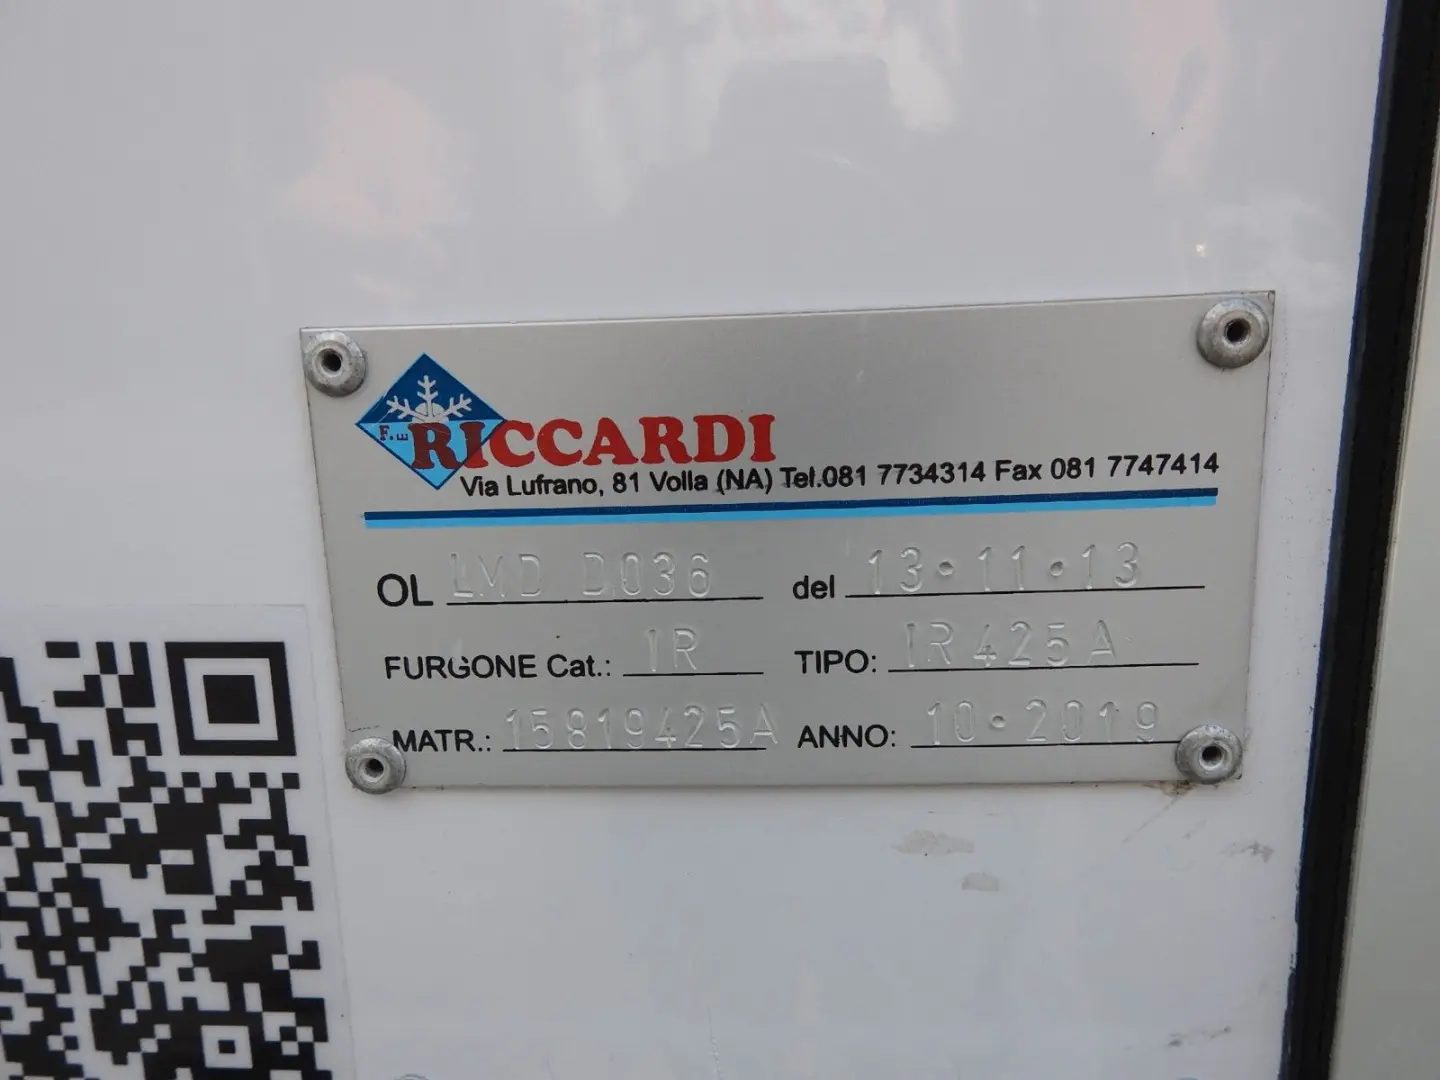 F. E RICCARDI
Via Lufrano, 81 Volla (NA) Tel.081 7734314 Fax 081 7747414
OL LMD D036 del 13•11•13
FURGONE Cat.: IR TIPO: IR425A
MATR.: 15819425A ANNO: 10•2019